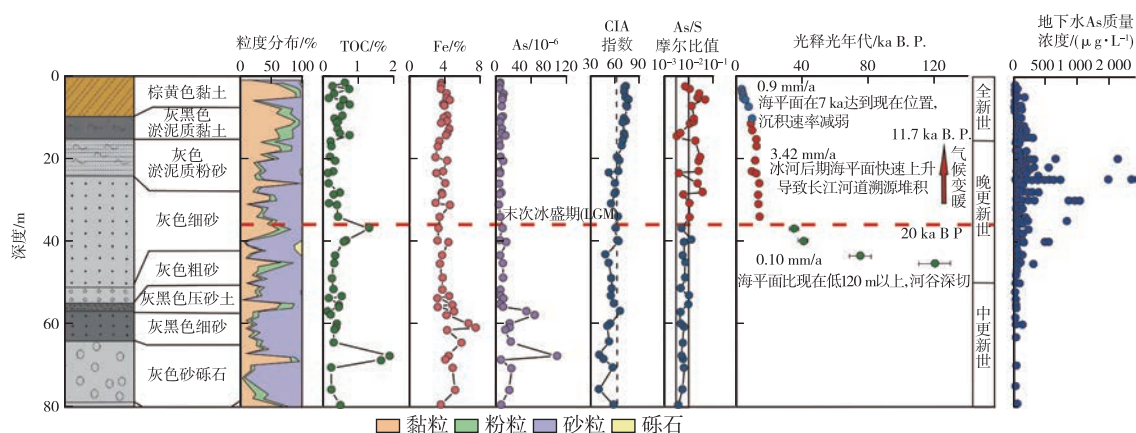 粒度分布/%
0 50 100
TOC/%
0 1 2
Fe/%
0 4 8
As/10⁻⁶
0 60 120
CIA
指数
30 60 90
As/S
摩尔比值
10⁻³ 10⁻² 10⁻¹
光释光年代/ka B. P.
0 40 80 120
地下水As质量
浓度/(μg·L⁻¹)
0 500 1 000 2 000
深度/m
0
20
40
60
80
棕黄色黏土
灰黑色
淤泥质黏土
灰色
淤泥质粉砂
灰色细砂
灰色粗砂
灰黑色压砂土
灰黑色细砂
灰色砂砾石
末次冰盛期(LGM)
0.9 mm/a
海平面在7 ka达到现在位置,
沉积速率减弱
11.7 ka B. P.
3.42 mm/a
冰河后期海平面快速上升
导致长江河道溯源堆积
气候变暖
20 ka B P
0.10 mm/a
海平面比现在低120 m以上,河谷深切
全新世
晚更新世
中更新世
黏粒 粉粒 砂粒 砾石